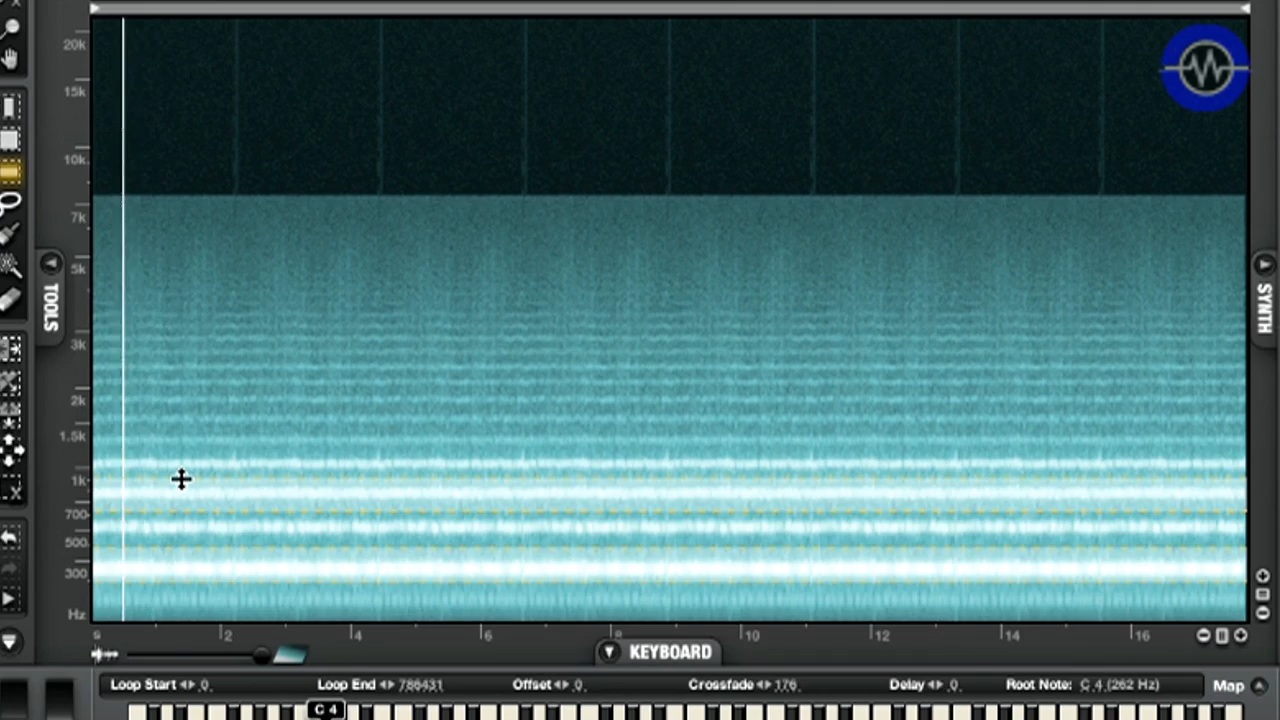 20k
15k
10k
7k
5k
TOOLS
SYNTH
3k
2k
1.5k
1k
700
500
300
Hz
s 2 4 6 8 10 12 14 16
KEYBOARD
Loop Start 0 Loop End 786431 Offset 0 Crossfade 176 Delay 0 Root Note: C 4 (262 Hz) Map
C 4